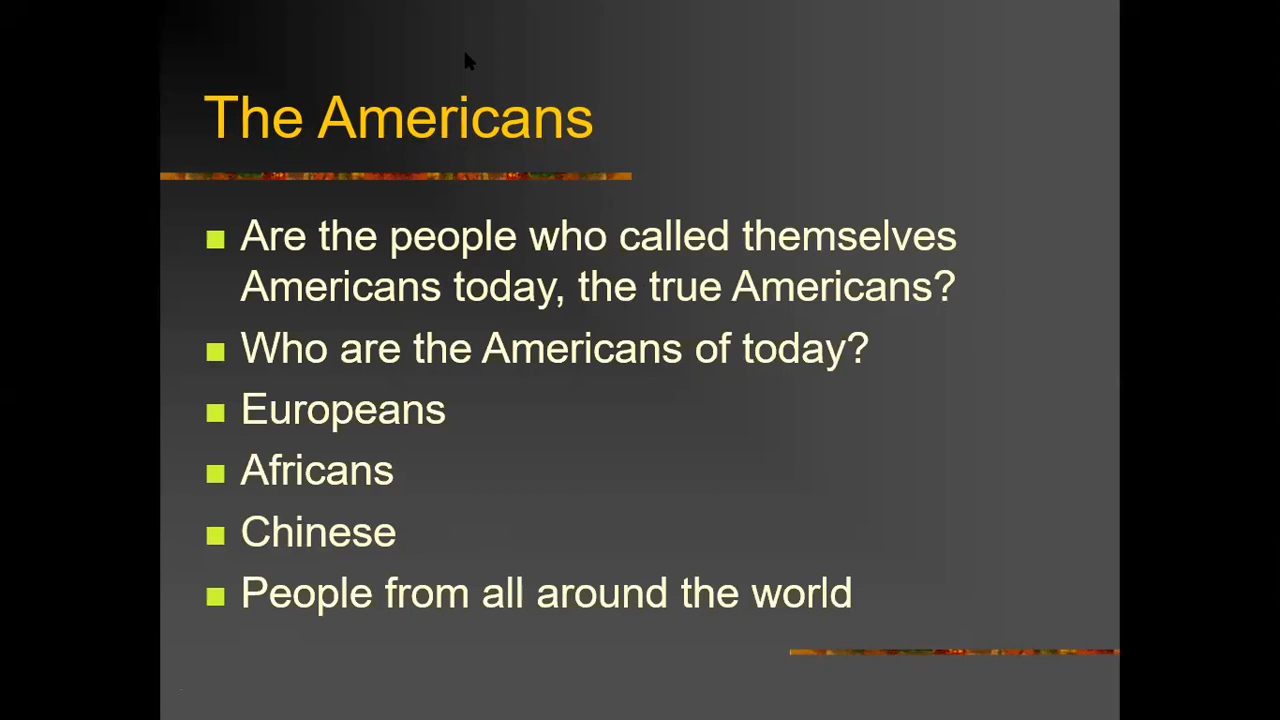 The Americans
Are the people who called themselves
Americans today, the true Americans?
Who are the Americans of today?
Europeans
Africans
Chinese
People from all around the world